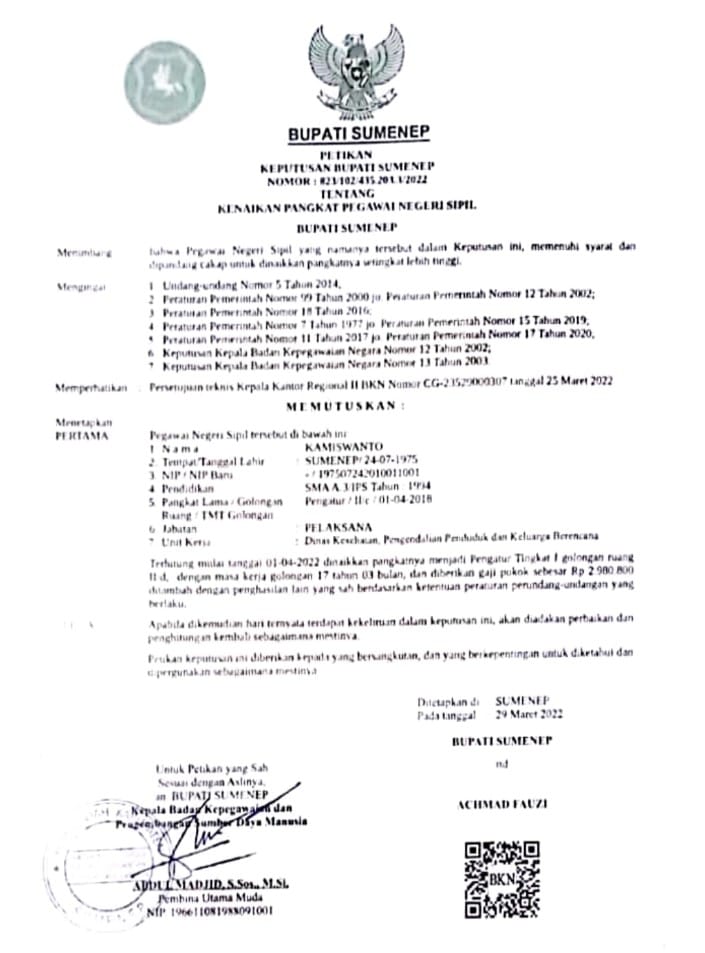 BUPATI SUMENEP
PETIKAN
KEPUTUSAN BUPATI SUMENEP
NOMOR : 823/102/435.203.3/2022
TENTANG
KENAIKAN PANGKAT PEGAWAI NEGERI SIPIL
BUPATI SUMENEP
Menimbang : bahwa Pegawai Negeri Sipil yang namanya tersebut dalam Keputusan ini, memenuhi syarat dan
dipandang cakap untuk dinaikkan pangkatnya setingkat lebih tinggi.
Mengingat : 1 Undang-undang Nomor 5 Tahun 2014,
2 Peraturan Pemerintah Nomor 99 Tahun 2000 jo. Peraturan Pemerintah Nomor 12 Tahun 2002;
3 Peraturan Pemerintah Nomor 18 Tahun 2016;
4 Peraturan Pemerintah Nomor 7 Tahun 1977 jo Peraturan Pemerintah Nomor 15 Tahun 2019,
5 Peraturan Pemerintah Nomor 11 Tahun 2017 jo Peraturan Pemerintah Nomor 17 Tahun 2020,
6 Keputusan Kepala Badan Kepegawaian Negara Nomor 12 Tahun 2002;
7 Keputusan Kepala Badan Kepegawaian Negara Nomor 13 Tahun 2003
Memperhatikan : Persetujuan teknis Kepala Kantor Regional II BKN Nomor CG-23529000307 tanggal 25 Maret 2022
MEMUTUSKAN :
Menetapkan
PERTAMA : Pegawai Negeri Sipil tersebut di bawah ini
1 Nama : KAMISWANTO
2. Tempat/Tanggal Lahir : SUMENEP/ 24-07-1975
3 NIP / NIP Baru : - / 197507242010011001
4 Pendidikan : SMA A.3/IPS Tahun : 1994
5 Pangkat Lama / Golongan : Pengatur / II/c / 01-04-2018
Ruang / TMT Golongan
6 Jabatan : PELAKSANA
7 Unit Kerja : Dinas Kesehatan, Pengendalian Penduduk dan Keluarga Berencana
Terhitung mulai tanggal 01-04-2022 dinaikkan pangkatnya menjadi Pengatur Tingkat I golongan ruang
II d, dengan masa kerja golongan 17 tahun 03 bulan, dan diberikan gaji pokok sebesar Rp 2 980 800
ditambah dengan penghasilan lain yang sah berdasarkan ketentuan peraturan perundang-undangan yang
berlaku.
Apabila dikemudian hari ternyata terdapat kekeliruan dalam keputusan ini, akan diadakan perbaikan dan
penghitungan kembali sebagaimana mestinya.
Petikan keputusan ini diberikan kepada yang bersangkutan, dan yang berkepentingan untuk diketahui dan
dipergunakan sebagaimana mestinya
Ditetapkan di SUMENEP
Pada tanggal 29 Maret 2022
BUPATI SUMENEP
ttd
ACHMAD FAUZI
Untuk Petikan yang Sah
Sesuai dengan Aslinya,
an BUPATI SUMENEP
Kepala Badan Kepegawaian dan
Pengembangan Sumber Daya Manusia
ABDUL MADJID, S.Sos., M.Si.
Pembina Utama Muda
NIP 196611081988091001
BKN